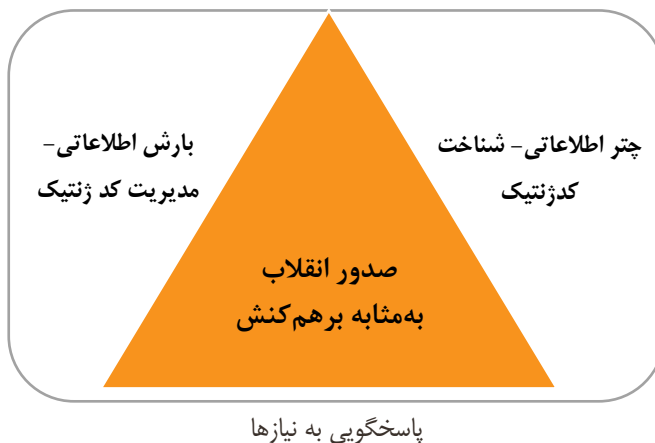 چتر اطلاعاتی- شناخت
کدژنتیک
بارش اطلاعاتی-
مدیریت کد ژنتیک
صدور انقلاب
به‌مثابه برهم‌کنش
پاسخگویی به نیازها